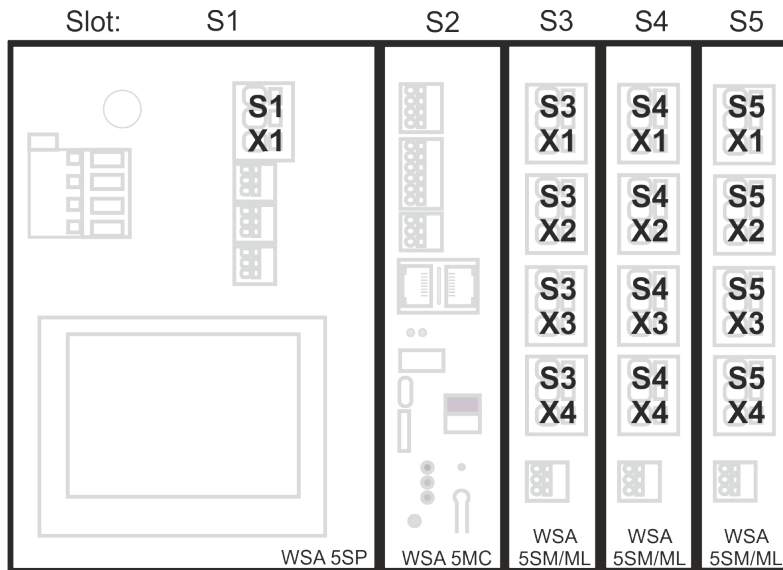 Slot: S1 S2 S3 S4 S5
S1 S3 S4 S5
X1 X1 X1 X1
S3 S4 S5
X2 X2 X2
S3 S4 S5
X3 X3 X3
S3 S4 S5
X4 X4 X4
WSA WSA WSA
WSA 5SP WSA 5MC 5SM/ML 5SM/ML 5SM/ML